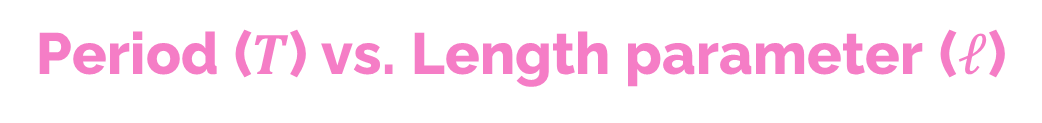 Period (T) vs. Length parameter (ℓ)